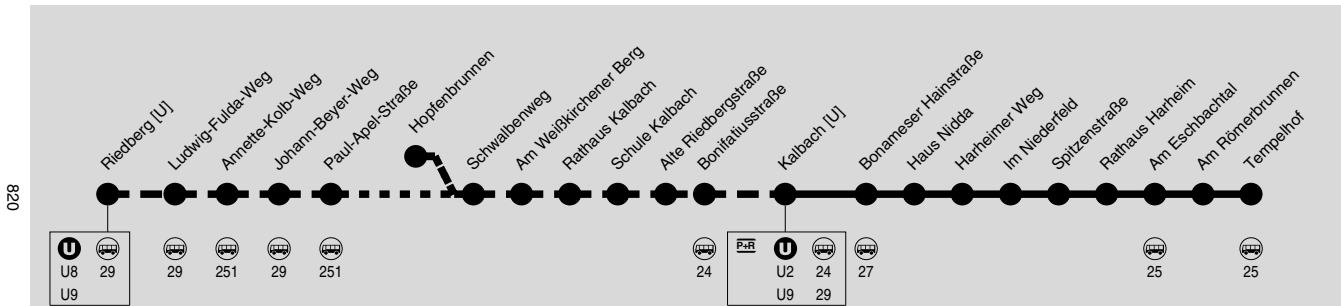 820
Riedberg [U]
Ludwig-Fulda-Weg
Annette-Kolb-Weg
Johann-Beyer-Weg
Paul-Apel-Straße
Hopfenbrunnen
Schwalbenweg
Am Weißkirchener Berg
Rathaus Kalbach
Schule Kalbach
Alte Riedbergstraße
Bonifatiusstraße
Kalbach [U]
Bonameser Hainstraße
Haus Nidda
Harheimer Weg
Im Niederfeld
Spitzenstraße
Rathaus Harheim
Am Eschbachtal
Am Römerbrunnen
Tempelhof
U P+R U
U8 29 29 251 29 251 24 U2 24 27 25 25
U9 U9 29